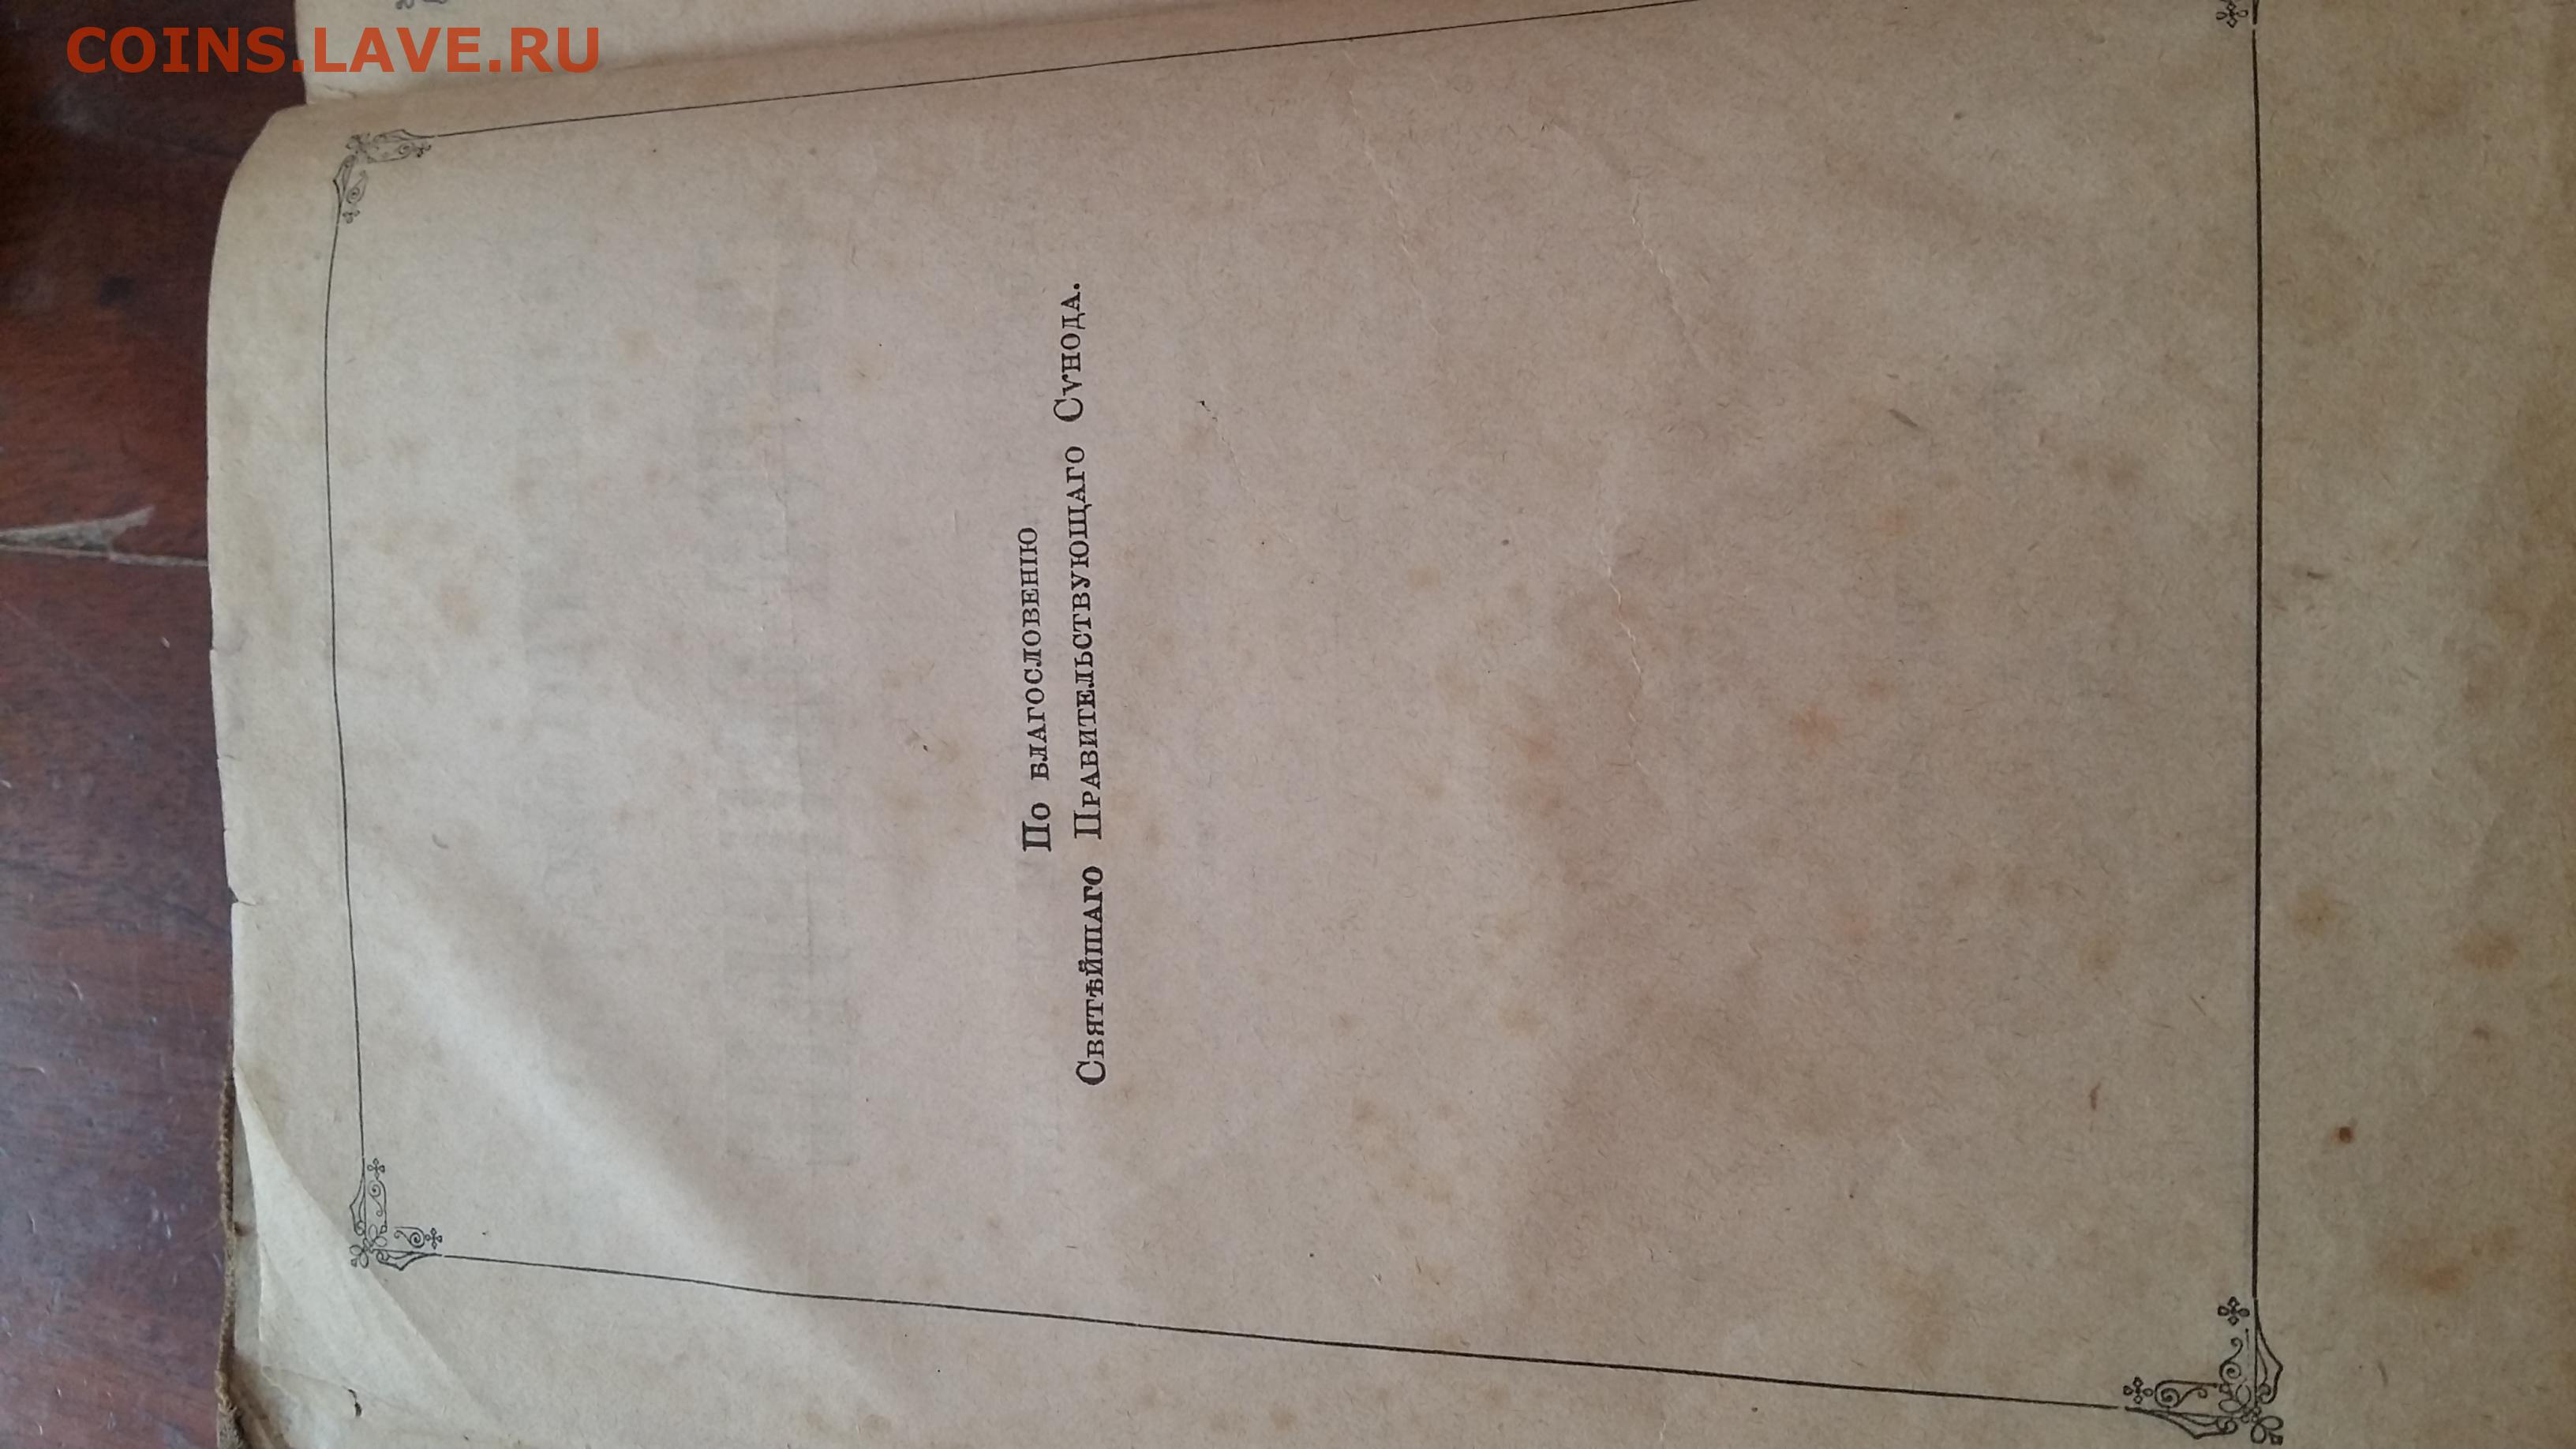 COINS.LAVE.RU
По благословенію
Святѣйшаго Правительствующаго Сѵнода.